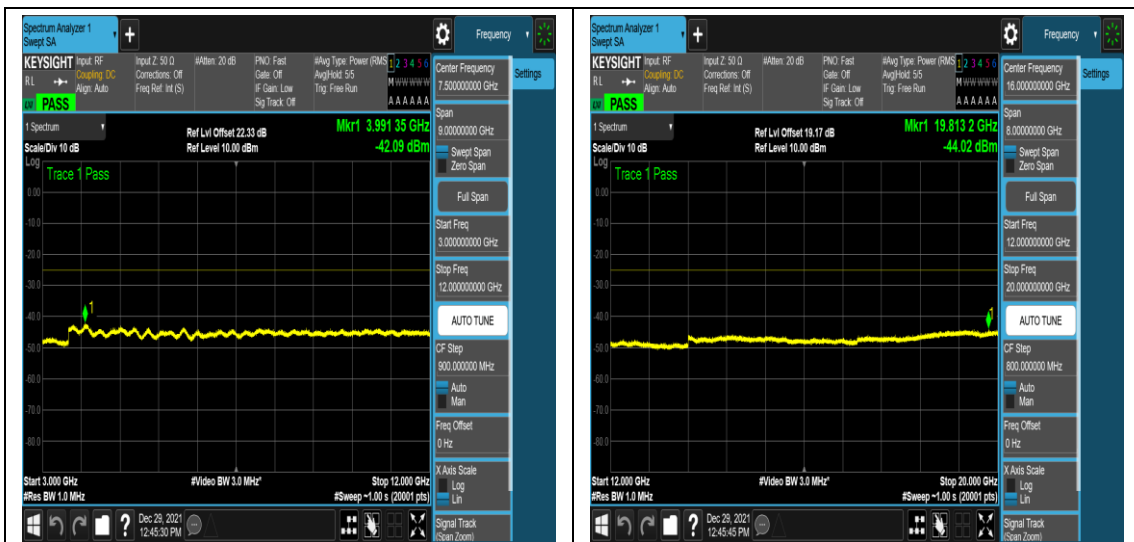 Spectrum Analyzer 1
Swept SA
+
Frequency
KEYSIGHT
RL
PASS
Input: RF
Coupling: DC
Align: Auto
Input Z: 50 Ω
Corrections: Off
Freq Ref: Int (S)
#Atten: 20 dB
PNO: Fast
Gate: Off
IF Gain: Low
Sig Track: Off
#Avg Type: Power (RMS
Avg|Hold: 5/5
Trig: Free Run
1 2 3 4 5 6
M W W W W W
A A A A A A
Center Frequency
7.500000000 GHz
Settings
Span
9.00000000 GHz
Swept Span
Zero Span
Full Span
Start Freq
3.000000000 GHz
Stop Freq
12.000000000 GHz
AUTO TUNE
CF Step
900.000000 MHz
Auto
Man
Freq Offset
0 Hz
X Axis Scale
Log
Lin
Signal Track
(Span Zoom)
1 Spectrum
Scale/Div 10 dB
Ref Lvl Offset 22.33 dB
Ref Level 10.00 dBm
Mkr1 3.991 35 GHz
-42.09 dBm
Log
Trace 1 Pass
0.00
-10.0
-20.0
-30.0
-40.0
-50.0
-60.0
-70.0
-80.0
1
Start 3.000 GHz
#Res BW 1.0 MHz
#Video BW 3.0 MHz*
Stop 12.000 GHz
#Sweep ~1.00 s (20001 pts)
?
Dec 29, 2021
12:45:30 PM
Spectrum Analyzer 1
Swept SA
+
Frequency
KEYSIGHT
RL
PASS
Input: RF
Coupling: DC
Align: Auto
Input Z: 50 Ω
Corrections: Off
Freq Ref: Int (S)
#Atten: 20 dB
PNO: Fast
Gate: Off
IF Gain: Low
Sig Track: Off
#Avg Type: Power (RMS
Avg|Hold: 5/5
Trig: Free Run
1 2 3 4 5 6
M W W W W W
A A A A A A
Center Frequency
16.000000000 GHz
Settings
Span
8.00000000 GHz
Swept Span
Zero Span
Full Span
Start Freq
12.000000000 GHz
Stop Freq
20.000000000 GHz
AUTO TUNE
CF Step
800.000000 MHz
Auto
Man
Freq Offset
0 Hz
X Axis Scale
Log
Lin
Signal Track
(Span Zoom)
1 Spectrum
Scale/Div 10 dB
Ref Lvl Offset 19.17 dB
Ref Level 10.00 dBm
Mkr1 19.813 2 GHz
-44.02 dBm
Log
Trace 1 Pass
0.00
-10.0
-20.0
-30.0
-40.0
-50.0
-60.0
-70.0
-80.0
1
Start 12.000 GHz
#Res BW 1.0 MHz
#Video BW 3.0 MHz*
Stop 20.000 GHz
#Sweep ~1.00 s (20001 pts)
?
Dec 29, 2021
12:45:45 PM